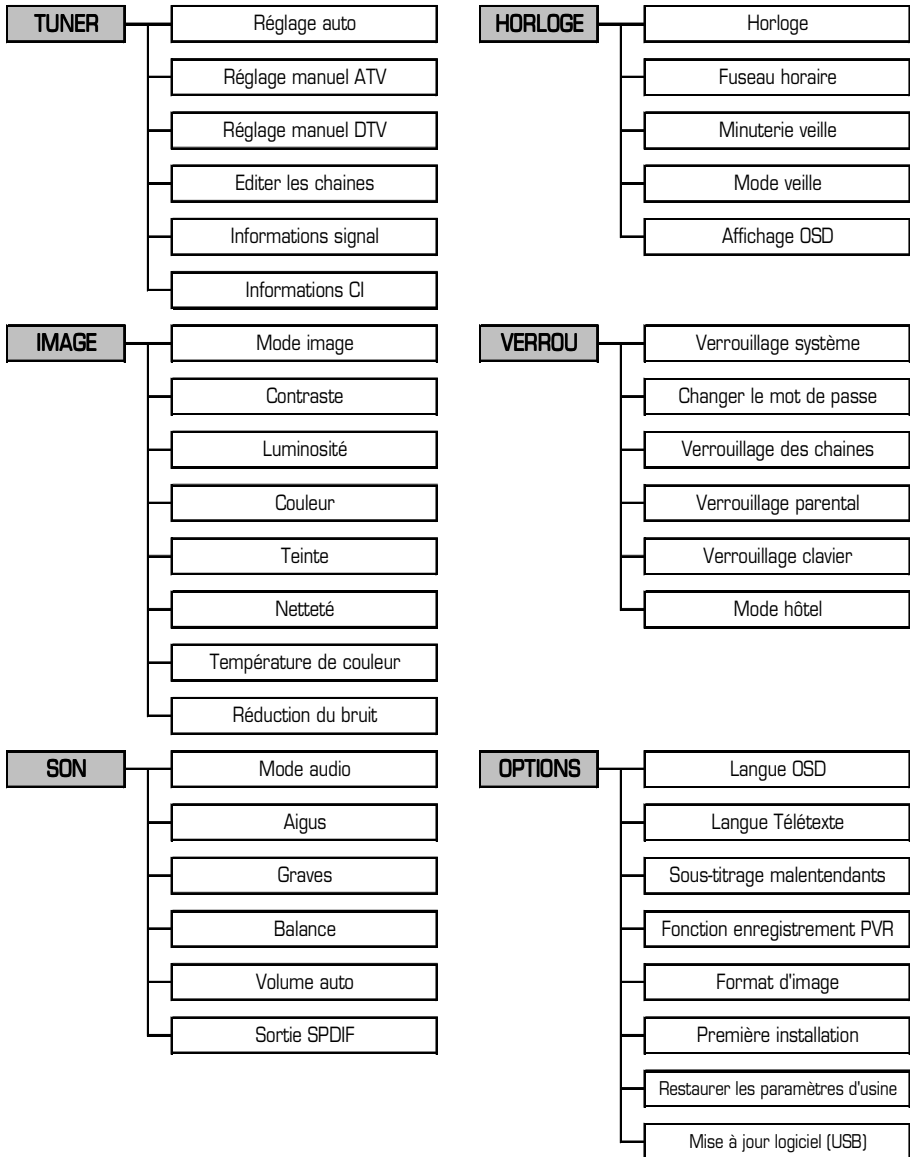 TUNER
Réglage auto
Réglage manuel ATV
Réglage manuel DTV
Editer les chaines
Informations signal
Informations CI
HORLOGE
Horloge
Fuseau horaire
Minuterie veille
Mode veille
Affichage OSD
IMAGE
Mode image
Contraste
Luminosité
Couleur
Teinte
Netteté
Température de couleur
Réduction du bruit
VERROU
Verrouillage système
Changer le mot de passe
Verrouillage des chaines
Verrouillage parental
Verrouillage clavier
Mode hôtel
SON
Mode audio
Aigus
Graves
Balance
Volume auto
Sortie SPDIF
OPTIONS
Langue OSD
Langue Télétexte
Sous-titrage malentendants
Fonction enregistrement PVR
Format d'image
Première installation
Restaurer les paramètres d'usine
Mise à jour logiciel (USB)